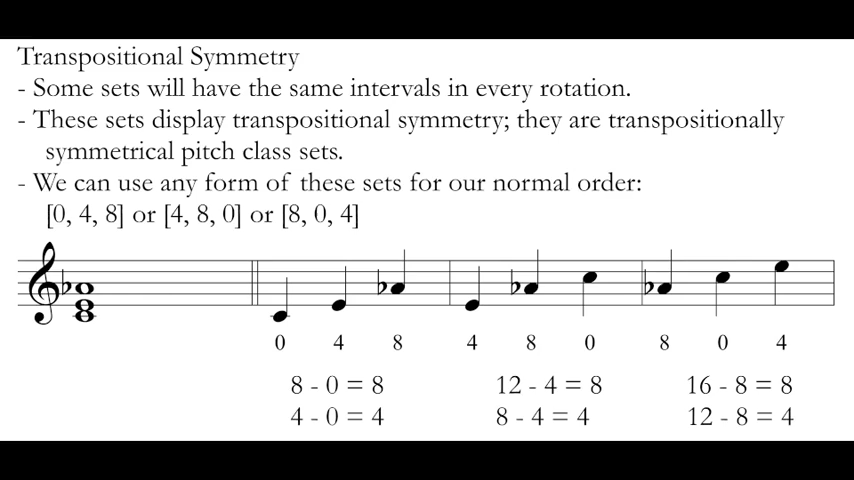 Transpositional Symmetry
- Some sets will have the same intervals in every rotation.
- These sets display transpositional symmetry; they are transpositionally
symmetrical pitch class sets.
- We can use any form of these sets for our normal order:
[0, 4, 8] or [4, 8, 0] or [8, 0, 4]
0 4 8 4 8 0 8 0 4
8 - 0 = 8 12 - 4 = 8 16 - 8 = 8
4 - 0 = 4 8 - 4 = 4 12 - 8 = 4